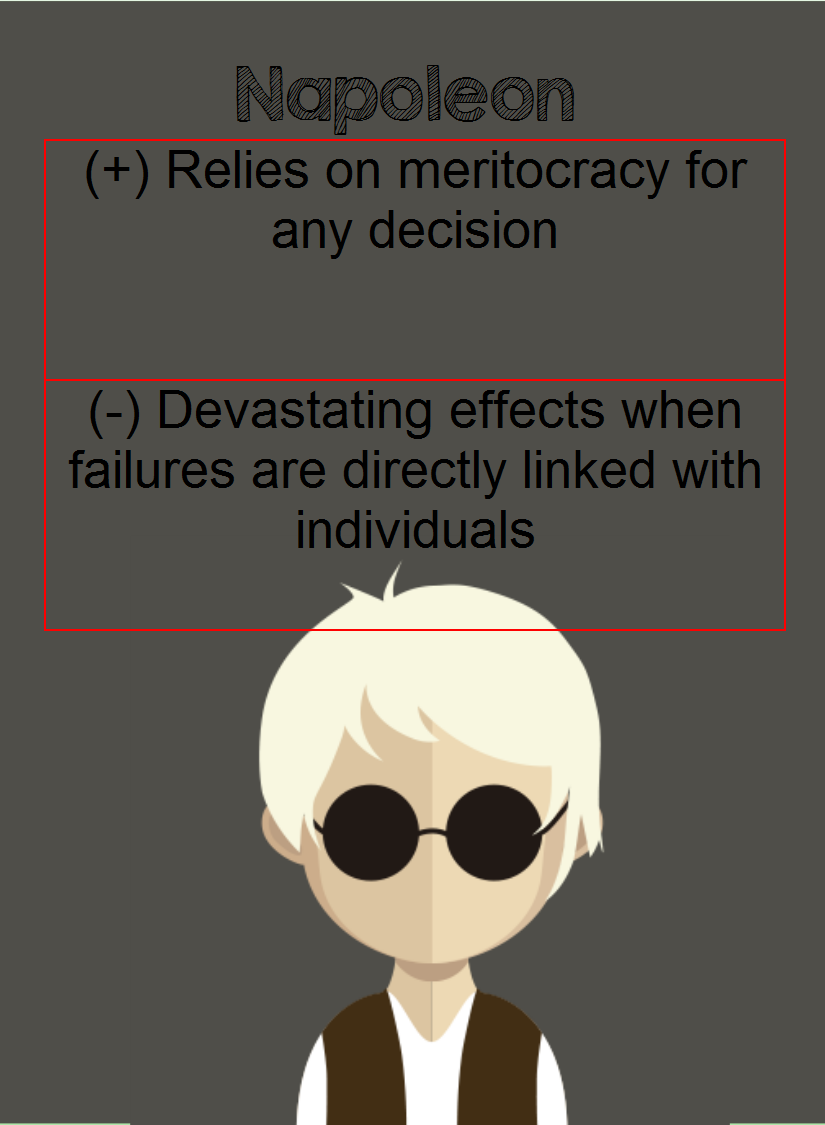 Napoleon
(+) Relies on meritocracy for
any decision
(-) Devastating effects when
failures are directly linked with
individuals